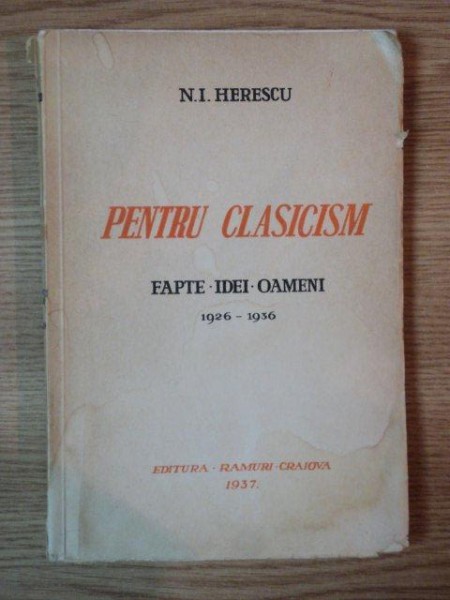 N.I. HERESCU
PENTRU CLASICISM
FAPTE · IDEI · OAMENI
1926 - 1936
EDITURA · RAMURI · CRAIOVA
1937.